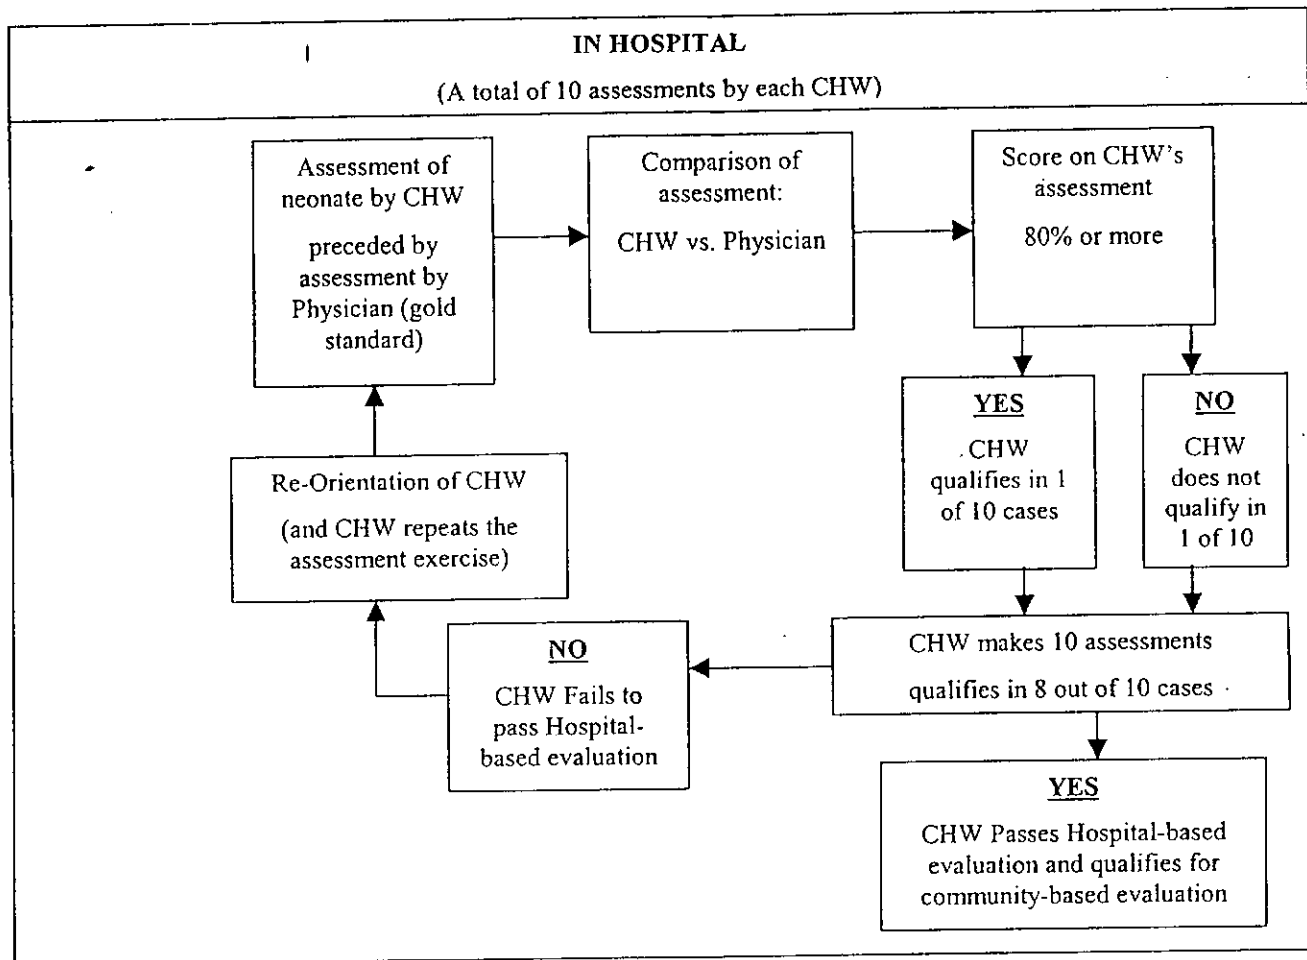 IN HOSPITAL
(A total of 10 assessments by each CHW)
Assessment of
neonate by CHW
preceded by
assessment by
Physician (gold
standard)
Comparison of
assessment:
CHW vs. Physician
Score on CHW's
assessment
80% or more
YES
CHW
qualifies in 1
of 10 cases
NO
CHW
does not
qualify in
1 of 10
Re-Orientation of CHW
(and CHW repeats the
assessment exercise)
NO
CHW Fails to
pass Hospital-
based evaluation
CHW makes 10 assessments
qualifies in 8 out of 10 cases
YES
CHW Passes Hospital-based
evaluation and qualifies for
community-based evaluation